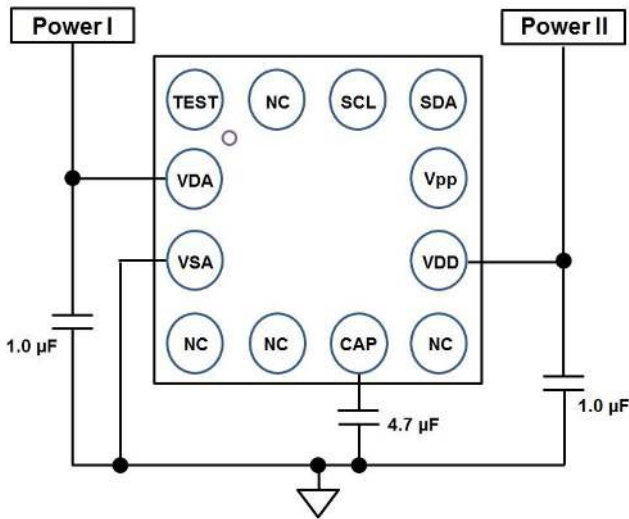 Power I
Power II
TEST NC SCL SDA
VDA Vpp
VSA VDD
NC NC CAP NC
1.0 µF
4.7 µF
1.0 µF